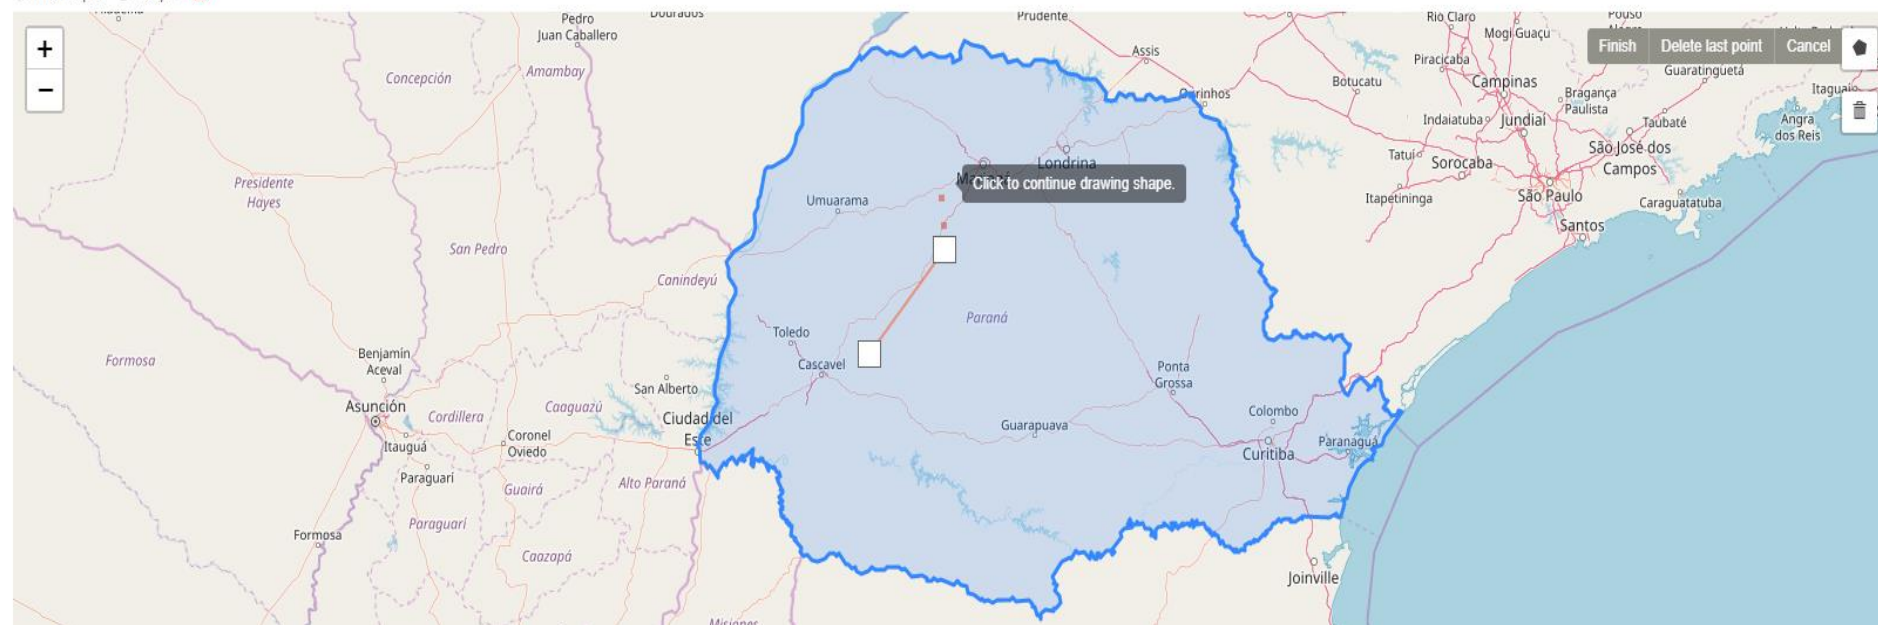 Pedro
Juan Caballero
Prudente
Rio Claro
Mogi Guaçu
Finish
Delete last point
Cancel
+
−
Concepción
Amambay
Assis
Botucatu
Piracicaba
Campinas
Guaratinguetá
Bragança
Paulista
Indaiatuba
Jundiaí
Taubaté
Angra
dos Reis
Londrina
Click to continue drawing shape.
Tatuí
Sorocaba
São José dos
Campos
Presidente
Hayes
Umuarama
Itapetininga
São Paulo
Caraguatatuba
Santos
San Pedro
Canindeyú
Paraná
Toledo
Cascavel
Formosa
Benjamín
Aceval
San Alberto
Ponta
Grossa
Asunción
Cordillera
Caaguazú
Ciudad del
Este
Guarapuava
Colombo
Paranaguá
Curitiba
Itauguá
Coronel
Oviedo
Paraguarí
Guairá
Alto Paraná
Paraguarí
Formosa
Caazapá
Joinville
Misiones